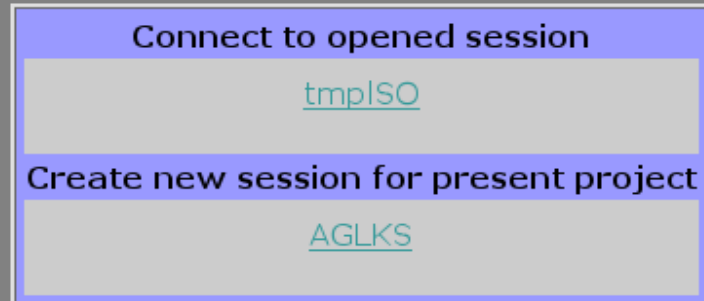 Connect to opened session
tmpISO
Create new session for present project
AGLKS